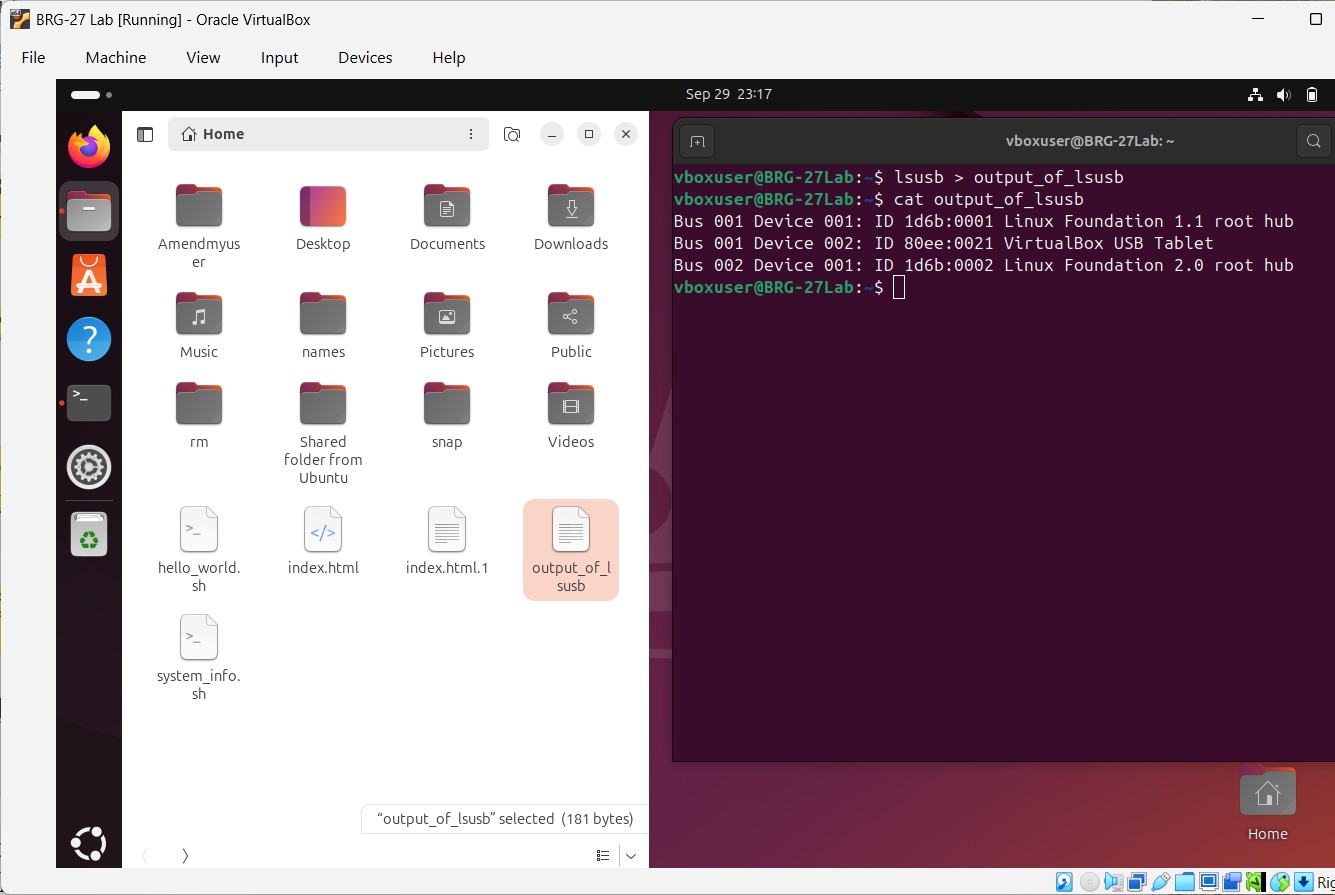 BRG-27 Lab [Running] - Oracle VirtualBox
File Machine View Input Devices Help
Sep 29 23:17
Home
Amendmyus
er
Desktop
Documents
Downloads
Music
names
Pictures
Public
rm
Shared
folder from
Ubuntu
snap
Videos
hello_world.
sh
index.html
index.html.1
output_of_l
susb
system_info.
sh
“output_of_lsusb” selected (181 bytes)
vboxuser@BRG-27Lab: ~
vboxuser@BRG-27Lab:~$ lsusb > output_of_lsusb
vboxuser@BRG-27Lab:~$ cat output_of_lsusb
Bus 001 Device 001: ID 1d6b:0001 Linux Foundation 1.1 root hub
Bus 001 Device 002: ID 80ee:0021 VirtualBox USB Tablet
Bus 002 Device 001: ID 1d6b:0002 Linux Foundation 2.0 root hub
vboxuser@BRG-27Lab:~$
Home